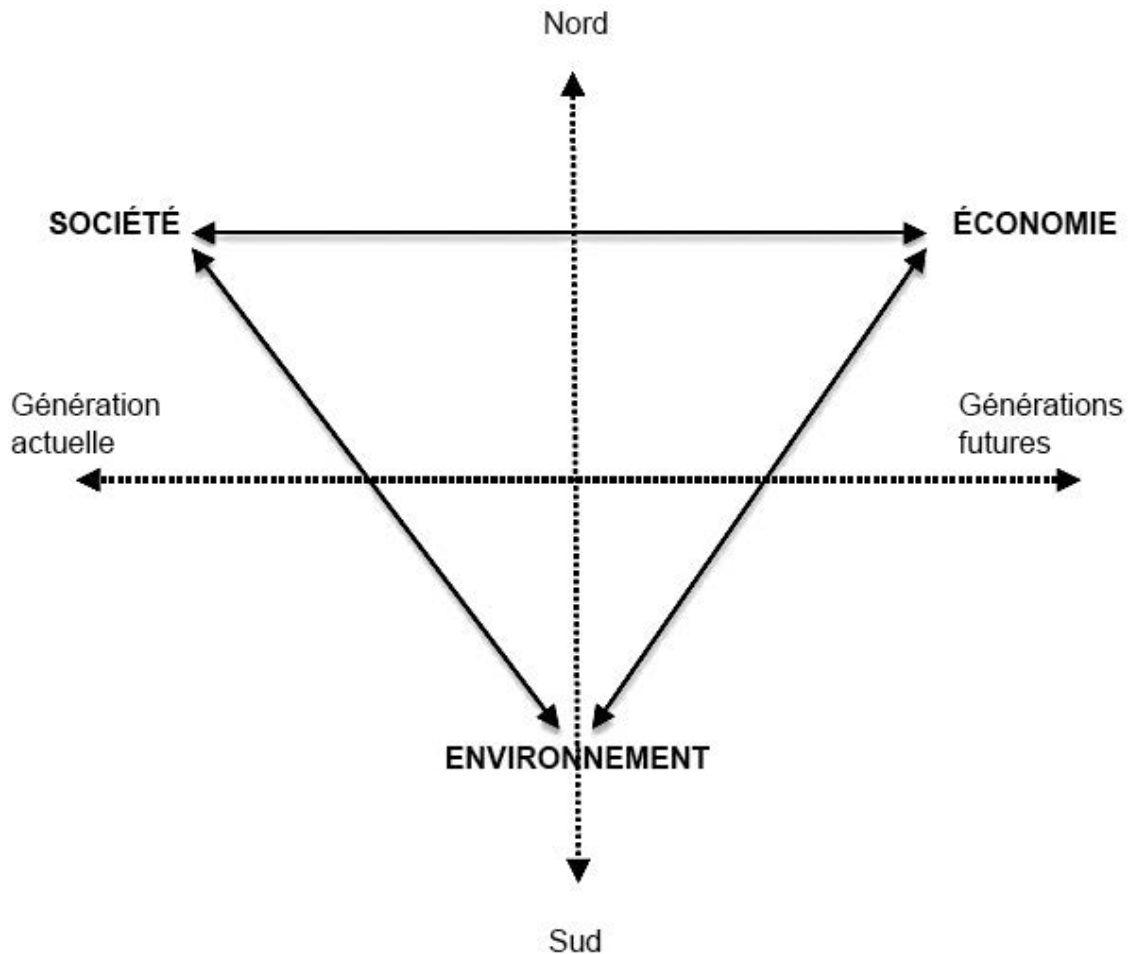 Nord
SOCIÉTÉ
ÉCONOMIE
Génération
actuelle
Générations
futures
ENVIRONNEMENT
Sud